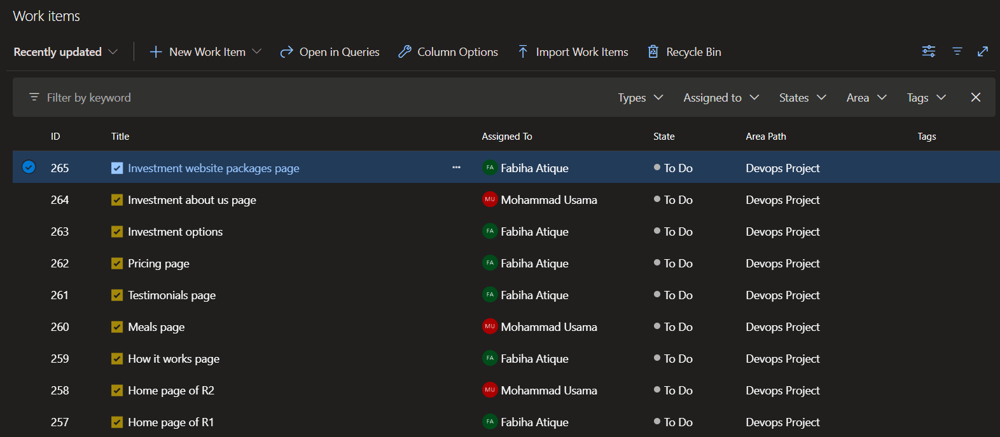 Work items
Recently updated New Work Item Open in Queries Column Options Import Work Items Recycle Bin
Filter by keyword Types Assigned to States Area Tags
ID Title Assigned To State Area Path Tags
265 Investment website packages page ... FA Fabiha Atique To Do Devops Project
264 Investment about us page MU Mohammad Usama To Do Devops Project
263 Investment options FA Fabiha Atique To Do Devops Project
262 Pricing page FA Fabiha Atique To Do Devops Project
261 Testimonials page FA Fabiha Atique To Do Devops Project
260 Meals page MU Mohammad Usama To Do Devops Project
259 How it works page FA Fabiha Atique To Do Devops Project
258 Home page of R2 MU Mohammad Usama To Do Devops Project
257 Home page of R1 FA Fabiha Atique To Do Devops Project